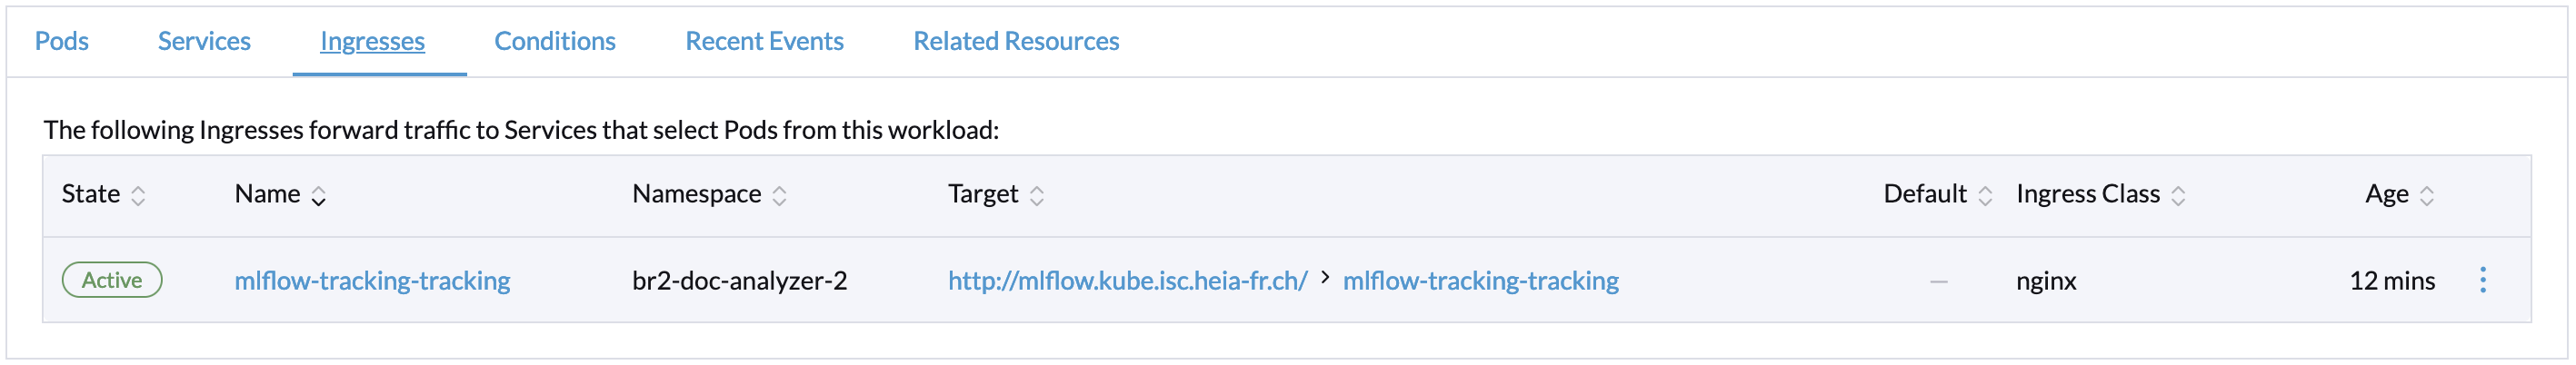 Pods Services Ingresses Conditions Recent Events Related Resources
The following Ingresses forward traffic to Services that select Pods from this workload:
State Name Namespace Target Default Ingress Class Age
Active mlflow-tracking-tracking br2-doc-analyzer-2 http://mlflow.kube.isc.heia-fr.ch/ > mlflow-tracking-tracking — nginx 12 mins